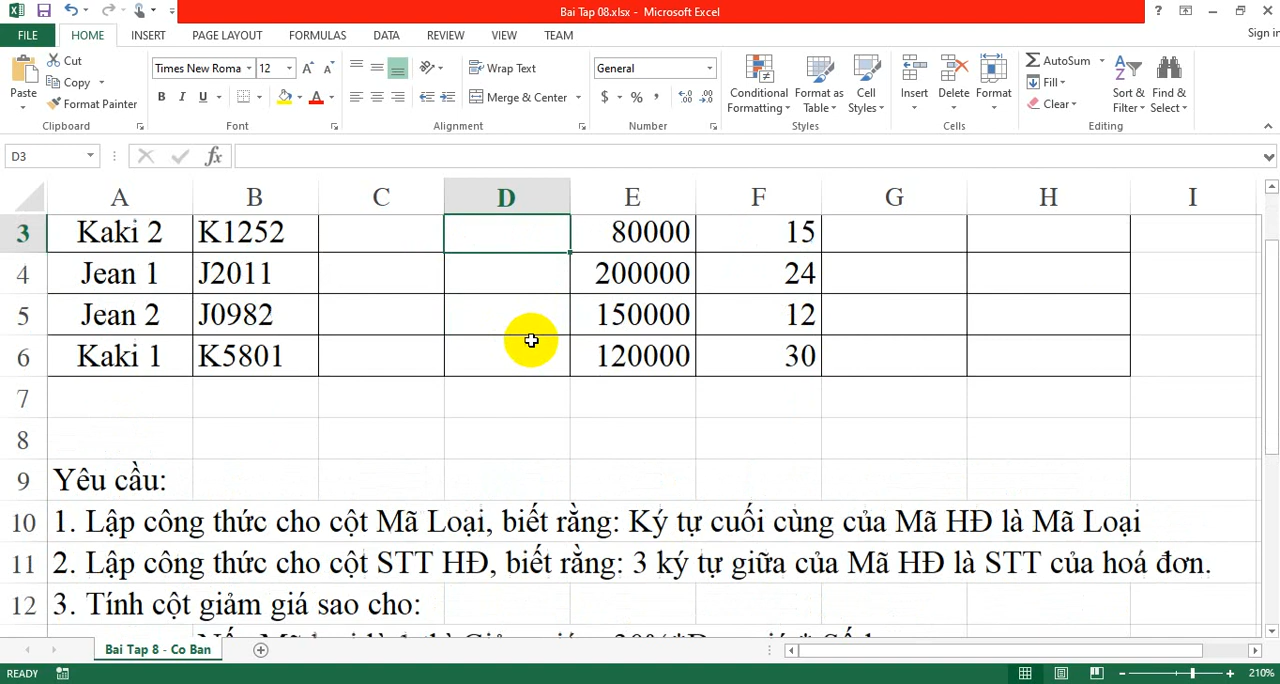 Bai Tap 08.xlsx - Microsoft Excel
FILE HOME INSERT PAGE LAYOUT FORMULAS DATA REVIEW VIEW TEAM Sign in
Cut
Copy
Format Painter
Paste
Clipboard
Times New Roma 12
B I U
Font
Wrap Text
Merge & Center
Alignment
General
$ % ,
Number
Conditional Formatting
Format as Table
Cell Styles
Styles
Insert Delete Format
Cells
AutoSum
Fill
Clear
Sort & Filter
Find & Select
Editing
D3 fx
A B C D E F G H I
3 Kaki 2 K1252 80000 15
4 Jean 1 J2011 200000 24
5 Jean 2 J0982 150000 12
6 Kaki 1 K5801 120000 30
7
8
9 Yêu cầu:
10 1. Lập công thức cho cột Mã Loại, biết rằng: Ký tự cuối cùng của Mã HĐ là Mã Loại
11 2. Lập công thức cho cột STT HĐ, biết rằng: 3 ký tự giữa của Mã HĐ là STT của hoá đơn.
12 3. Tính cột giảm giá sao cho:
Bai Tap 8 - Co Ban
READY 210%